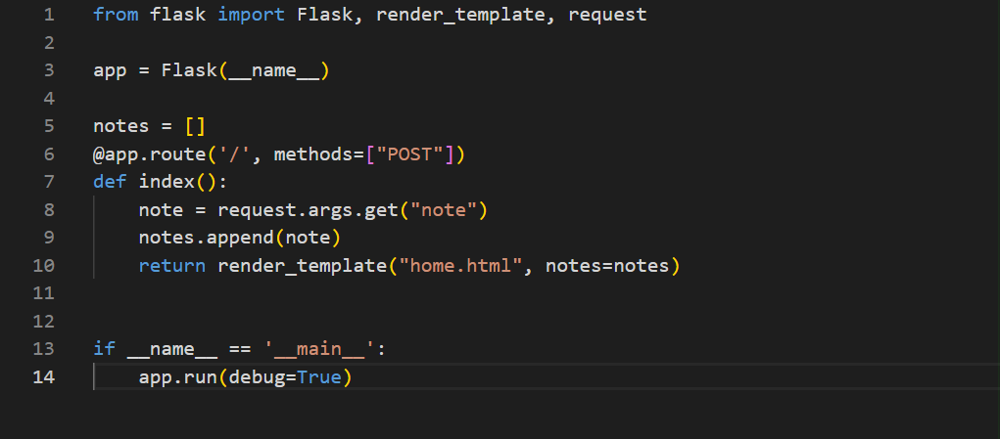 1 from flask import Flask, render_template, request
2
3 app = Flask(__name__)
4
5 notes = []
6 @app.route('/', methods=["POST"])
7 def index():
8     note = request.args.get("note")
9     notes.append(note)
10     return render_template("home.html", notes=notes)
11
12
13 if __name__ == '__main__':
14     app.run(debug=True)